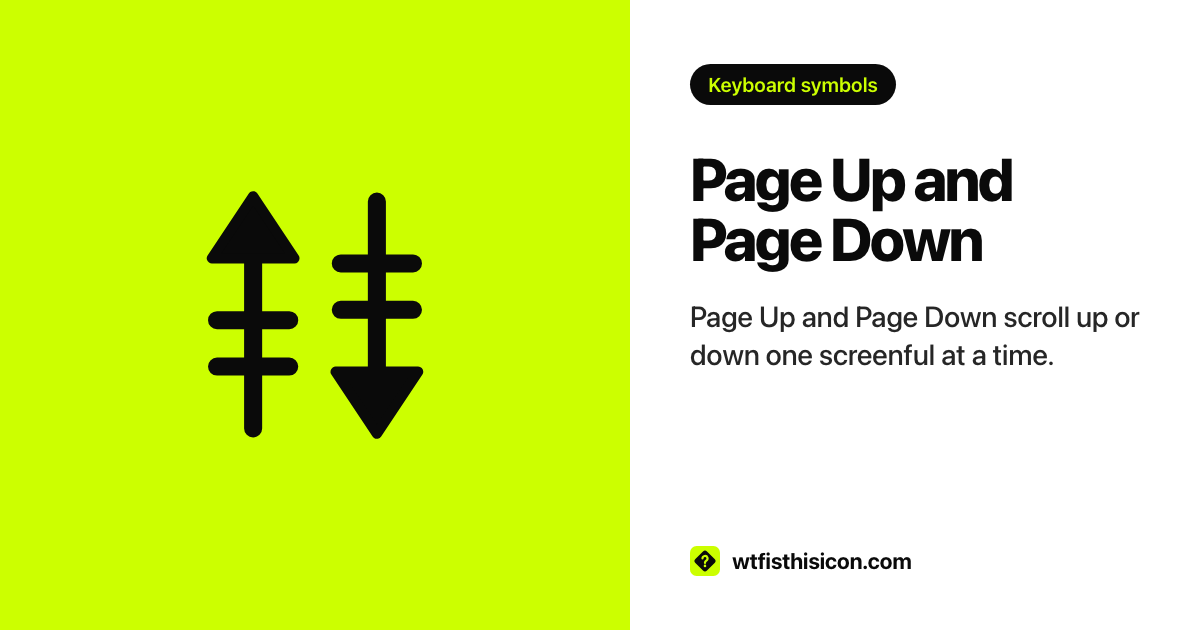 Keyboard symbols
Page Up and
Page Down
Page Up and Page Down scroll up or
down one screenful at a time.
?
wtfisthisicon.com